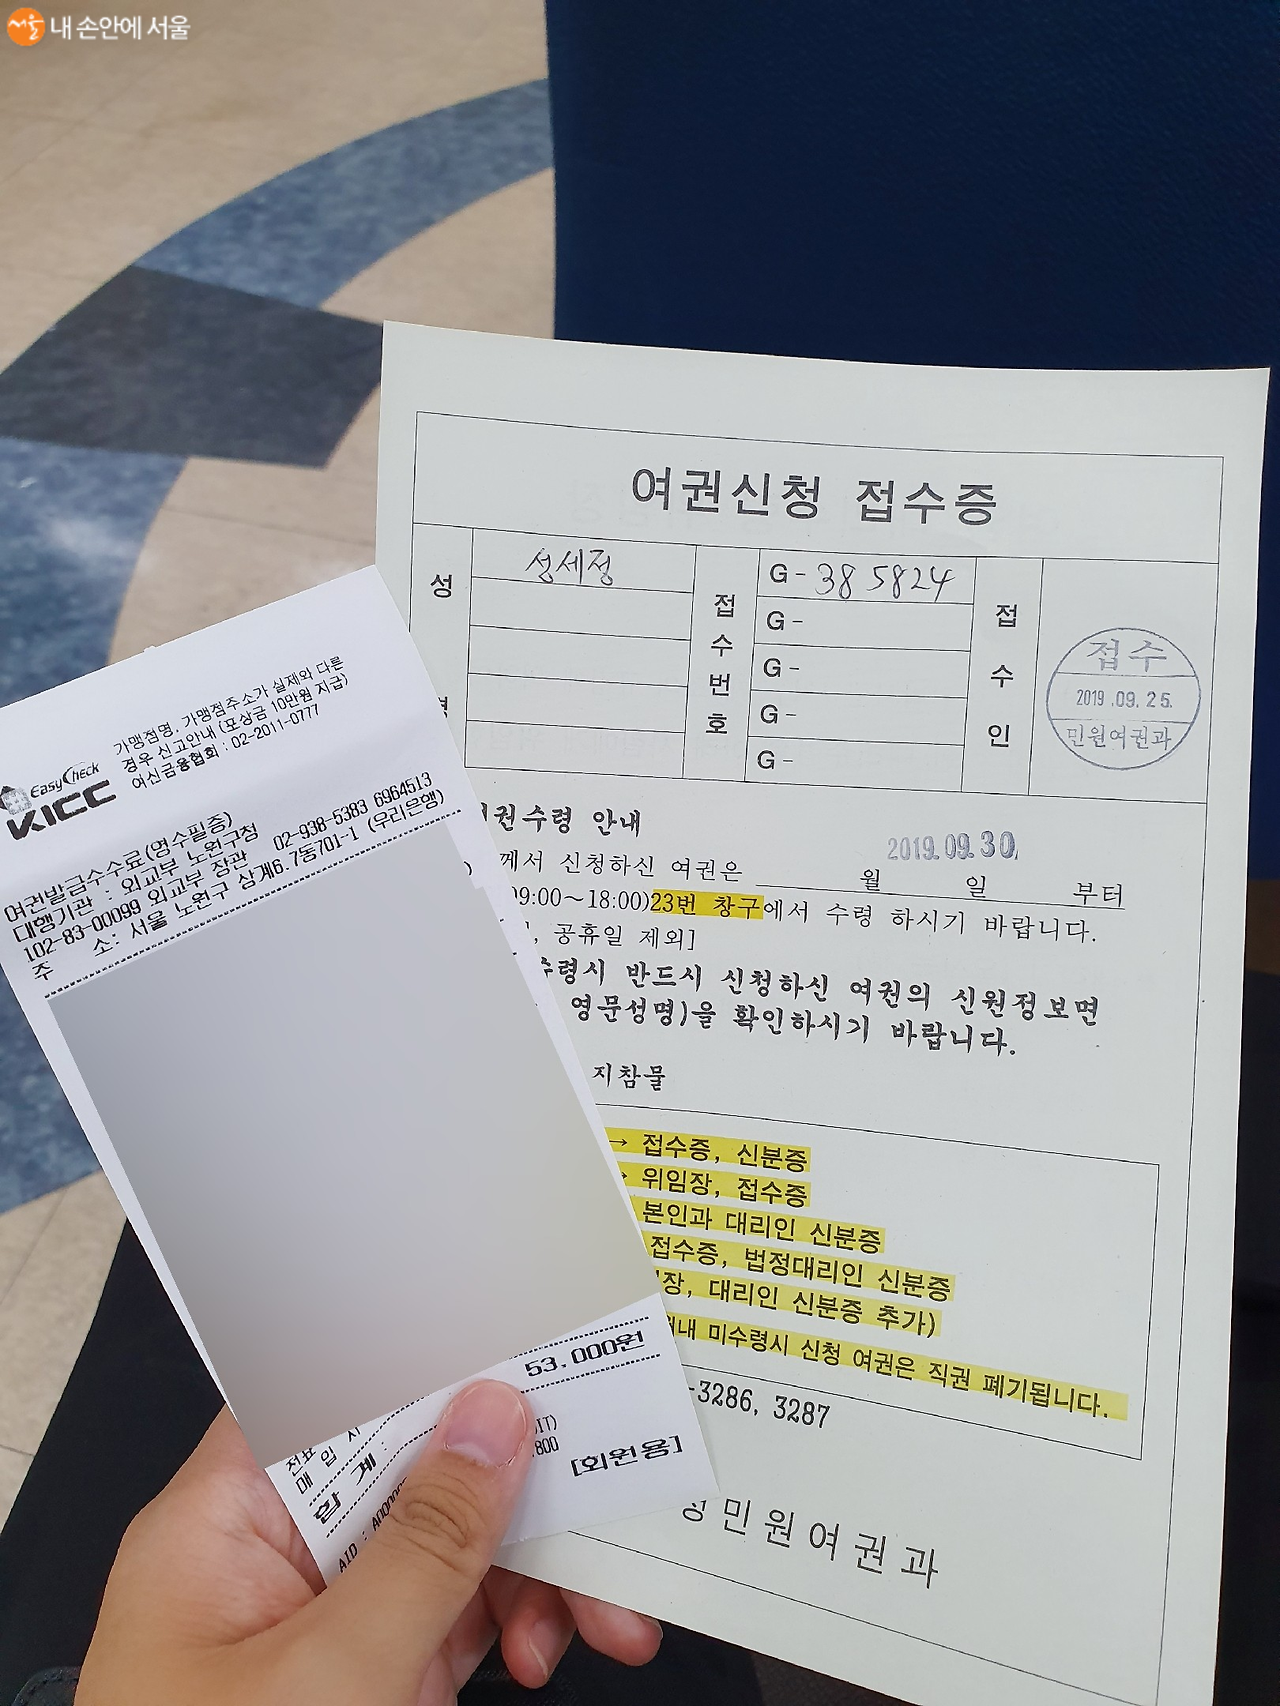 서울 내 손안에 서울
여권신청 접수증
성
성세정
접수번호
G - 385824
G -
G -
G -
G -
접수인
접수
2019.09.25.
민원여권과
여권수령 안내
께서 신청하신 여권은 2019.09.30. 월 일 부터
09:00~18:00)23번 창구에서 수령 하시기 바랍니다.
, 공휴일 제외]
수령시 반드시 신청하신 여권의 신원정보면
영문성명)을 확인하시기 바랍니다.
지참물
→ 접수증, 신분증
→ 위임장, 접수증
본인과 대리인 신분증
접수증, 법정대리인 신분증
장, 대리인 신분증 추가)
내 미수령시 신청 여권은 직권 폐기됩니다.
-3286, 3287
민원여권과
가맹점명, 가맹점주소가 실제와 다른
경우 신고안내 (포상금 10만원 지급)
여신금융협회 : 02-2011-0777
EasyCheck
KICC
여권발급수수료(영수필증)
대행기관 : 외교부 노원구청 02-938-5383 6964513
102-83-00099 외교부 장관
주 소: 서울 노원구 상계6.7동701-1 (우리은행)
전표
매 입 사
합 계 : 53,000원
800
[회원용]
AID :